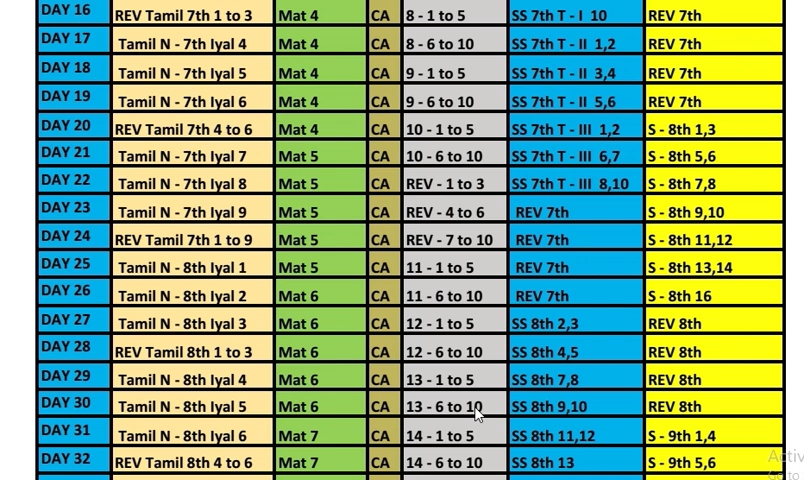 DAY 16 REV Tamil 7th 1 to 3 Mat 4 CA 8 - 1 to 5 SS 7th T - I 10 REV 7th
DAY 17 Tamil N - 7th Iyal 4 Mat 4 CA 8 - 6 to 10 SS 7th T - II 1,2 REV 7th
DAY 18 Tamil N - 7th Iyal 5 Mat 4 CA 9 - 1 to 5 SS 7th T - II 3,4 REV 7th
DAY 19 Tamil N - 7th Iyal 6 Mat 4 CA 9 - 6 to 10 SS 7th T - II 5,6 REV 7th
DAY 20 REV Tamil 7th 4 to 6 Mat 4 CA 10 - 1 to 5 SS 7th T - III 1,2 S - 8th 1,3
DAY 21 Tamil N - 7th Iyal 7 Mat 5 CA 10 - 6 to 10 SS 7th T - III 6,7 S - 8th 5,6
DAY 22 Tamil N - 7th Iyal 8 Mat 5 CA REV - 1 to 3 SS 7th T - III 8,10 S - 8th 7,8
DAY 23 Tamil N - 7th Iyal 9 Mat 5 CA REV - 4 to 6 REV 7th S - 8th 9,10
DAY 24 REV Tamil 7th 1 to 9 Mat 5 CA REV - 7 to 10 REV 7th S - 8th 11,12
DAY 25 Tamil N - 8th Iyal 1 Mat 5 CA 11 - 1 to 5 REV 7th S - 8th 13,14
DAY 26 Tamil N - 8th Iyal 2 Mat 6 CA 11 - 6 to 10 REV 7th S - 8th 16
DAY 27 Tamil N - 8th Iyal 3 Mat 6 CA 12 - 1 to 5 SS 8th 2,3 REV 8th
DAY 28 REV Tamil 8th 1 to 3 Mat 6 CA 12 - 6 to 10 SS 8th 4,5 REV 8th
DAY 29 Tamil N - 8th Iyal 4 Mat 6 CA 13 - 1 to 5 SS 8th 7,8 REV 8th
DAY 30 Tamil N - 8th Iyal 5 Mat 6 CA 13 - 6 to 10 SS 8th 9,10 REV 8th
DAY 31 Tamil N - 8th Iyal 6 Mat 7 CA 14 - 1 to 5 SS 8th 11,12 S - 9th 1,4
DAY 32 REV Tamil 8th 4 to 6 Mat 7 CA 14 - 6 to 10 SS 8th 13 S - 9th 5,6
Activ
Go to